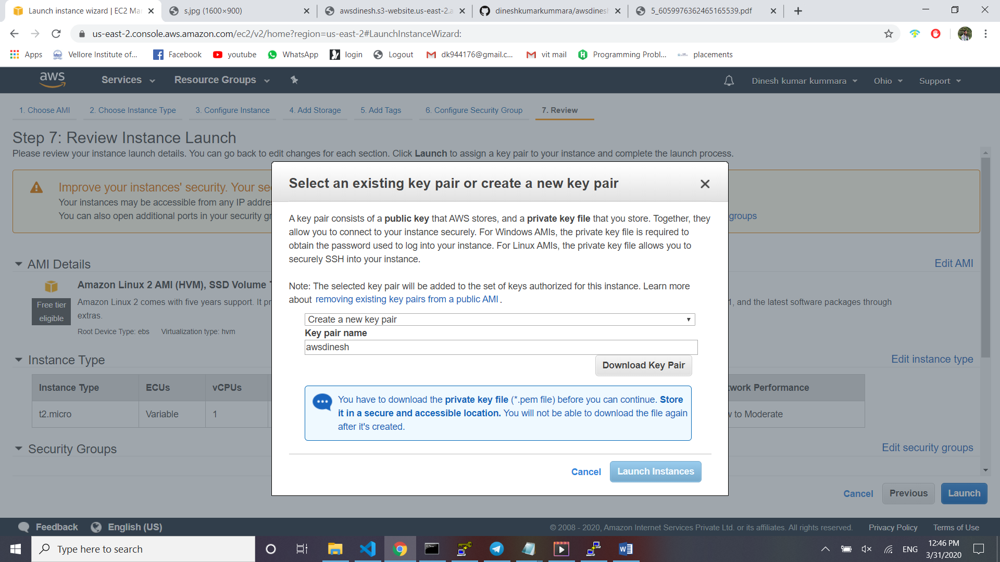 Launch instance wizard | EC2 Mar
s.jpg (1600×900)
awsdinesh.s3-website.us-east-2.a
dineshkumarkummara/awsdinesh
5_6059976362465165539.pdf
us-east-2.console.aws.amazon.com/ec2/v2/home?region=us-east-2#LaunchInstanceWizard:
Apps
Vellore Institute of...
Facebook
youtube
WhatsApp
login
Logout
dk944176@gmail.c...
vit mail
Programming Probl...
placements
aws
Services
Resource Groups
Dinesh kumar kummara
Ohio
Support
1. Choose AMI
2. Choose Instance Type
3. Configure Instance
4. Add Storage
5. Add Tags
6. Configure Security Group
7. Review
Step 7: Review Instance Launch
Please review your instance launch details. You can go back to edit changes for each section. Click Launch to assign a key pair to your instance and complete the launch process.
Improve your instances' security. Your se
Your instances may be accessible from any IP addre
You can also open additional ports in your security gr
groups
AMI Details
Edit AMI
Amazon Linux 2 AMI (HVM), SSD Volume
Free tier
eligible
Amazon Linux 2 comes with five years support. It pr
1, and the latest software packages through
extras.
Root Device Type: ebs
Virtualization type: hvm
Instance Type
Edit instance type
Instance Type
ECUs
vCPUs
work Performance
t2.micro
Variable
1
to Moderate
Security Groups
Edit security groups
Select an existing key pair or create a new key pair
A key pair consists of a public key that AWS stores, and a private key file that you store. Together, they
allow you to connect to your instance securely. For Windows AMIs, the private key file is required to
obtain the password used to log into your instance. For Linux AMIs, the private key file allows you to
securely SSH into your instance.
Note: The selected key pair will be added to the set of keys authorized for this instance. Learn more
about removing existing key pairs from a public AMI .
Create a new key pair
Key pair name
awsdinesh
Download Key Pair
You have to download the private key file (*.pem file) before you can continue. Store
it in a secure and accessible location. You will not be able to download the file again
after it's created.
Cancel
Launch Instances
Cancel
Previous
Launch
Feedback
English (US)
© 2008 - 2020, Amazon Internet Services Private Ltd. or its affiliates. All rights reserved.
Privacy Policy
Terms of Use
Type here to search
ENG
12:46 PM
3/31/2020